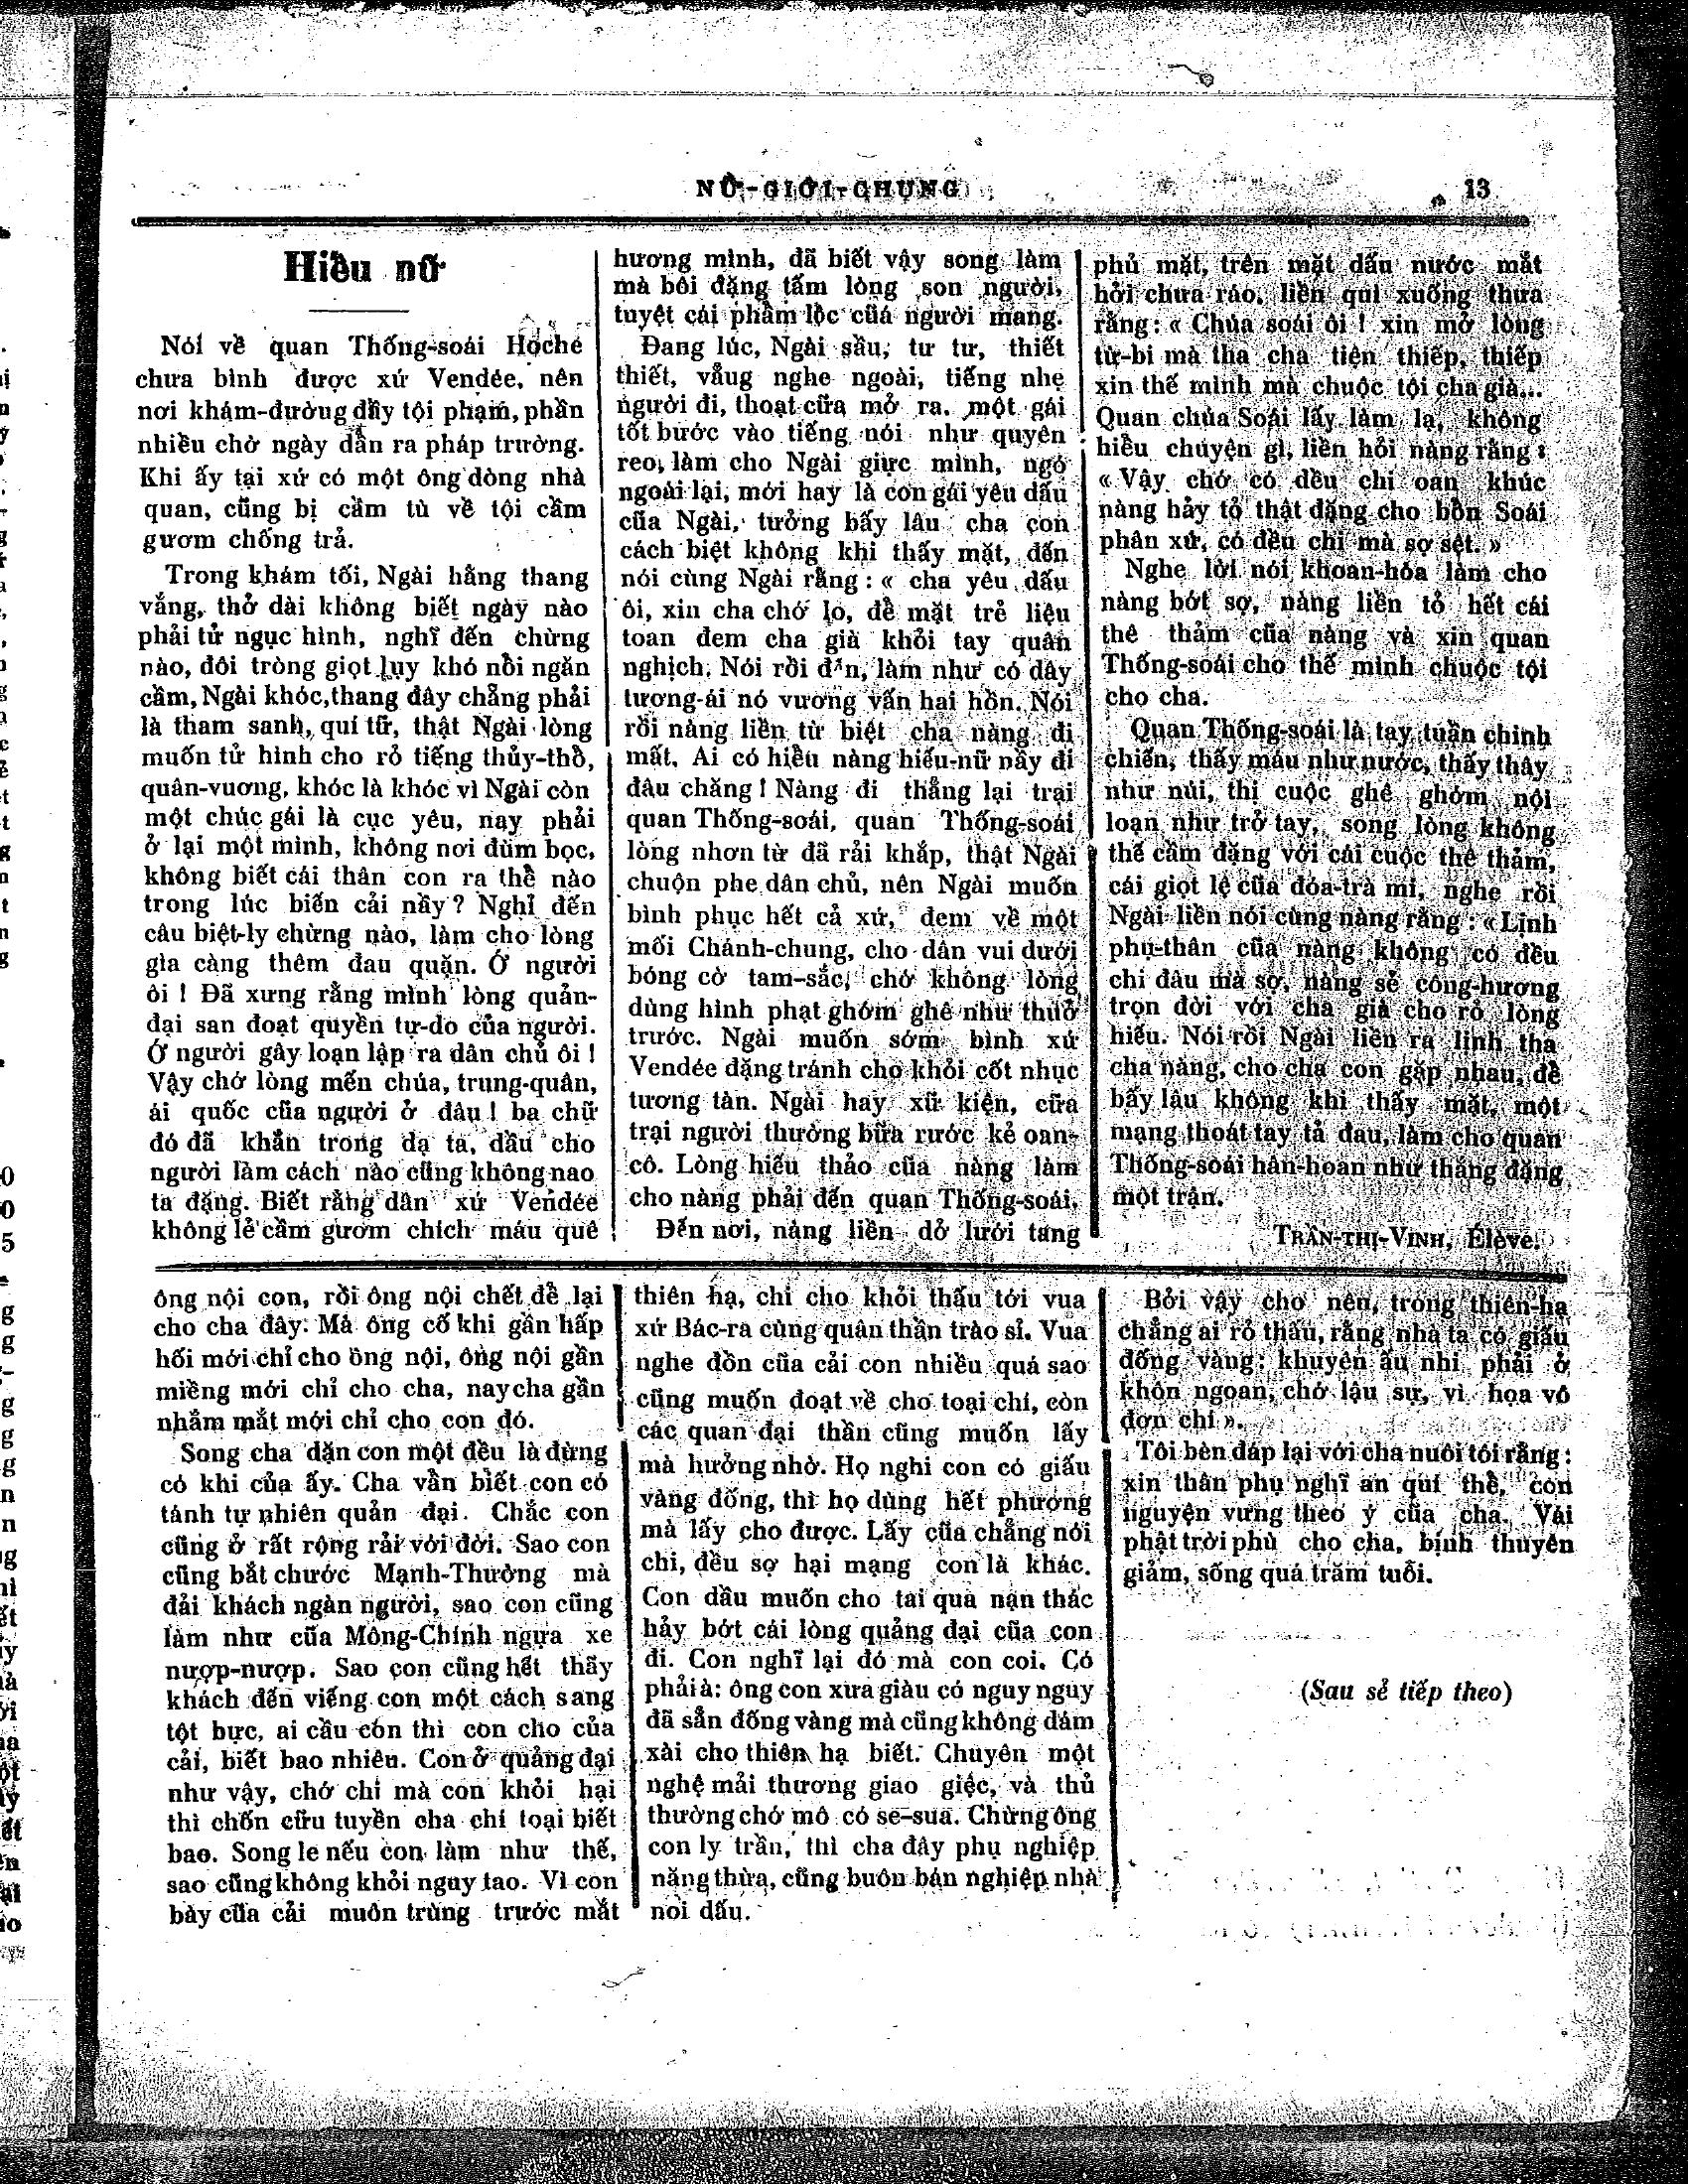 NỮ-GIỚI-CHUNG
13
Hiếu nữ
Nói về quan Thống-soái Hoche
chưa bình được xứ Vendée, nên
nơi khám-đường đầy tội phạm, phần
nhiều chờ ngày dẫn ra pháp trường.
Khi ấy tại xứ có một ông dòng nhà
quan, cũng bị cầm tù về tội cầm
gươm chống trả.
Trong khám tối, Ngài hằng thang
vắng, thở dài không biết ngày nào
phải tử ngục hình, nghĩ đến chừng
nào, đôi tròng giọt lụy khó nỗi ngăn
cầm, Ngài khóc, thang đây chẳng phải
là tham sanh, quí tử, thật Ngài lòng
muốn tử hình cho rỏ tiếng thủy-thồ,
quân-vương, khóc là khóc vì Ngài còn
một chúc gái là cục yêu, nay phải
ở lại một mình, không nơi đùm bọc,
không biết cái thân con ra thể nào
trong lúc biến cải nầy ? Nghỉ đến
câu biệt-ly chừng nào, làm cho lòng
gia càng thêm đau quặn. Ớ người
ôi ! Đã xưng rằng mình lòng quản-
đại san đoạt quyền tự-do của người.
Ớ người gây loạn lập ra dân chủ ôi !
Vậy chớ lòng mến chúa, trung-quân,
ái quốc cũa người ở đâu ! ba chữ
đó đã khắn trong dạ ta, dầu cho
người làm cách nào cũng không nao
ta đặng. Biết rằng dân xứ Vendée
không lẻ cầm gươm chích máu quê
hương mình, đã biết vậy song làm
mà bôi đặng tấm lòng son người,
tuyệt cái phẩm lộc cũả người mang.
Đang lúc, Ngài sầu, tư tư, thiết
thiết, vẳug nghe ngoài, tiếng nhẹ
người đi, thoạt cữa mở ra. một gái
tốt bước vào tiếng nói như quyên
reo, làm cho Ngài giực mình, ngó
ngoái lại, mới hay là con gái yêu dấu
cũa Ngài, tưởng bấy lâu cha con
cách biệt không khi thấy mặt, đến
nói cùng Ngài rằng : « cha yêu dấu
ôi, xin cha chớ lo, để mặt trẻ liệu
toan đem cha già khỏi tay quân
nghịch. Nói rồi đ^n, làm như có dây
tương-ái nó vương vấn hai hồn. Nói
rồi nàng liền từ biệt cha nàng đi
mất. Ai có hiểu nàng hiếu-nữ nầy đi
đâu chăng ! Nàng đi thẳng lại trại
quan Thống-soái, quan Thống-soái
lòng nhơn từ đã rải khắp, thật Ngài
chuộn phe dân chủ, nên Ngài muốn
bình phục hết cả xứ, đem về một
mối Chánh-chung, cho dân vui dưới
bóng cờ tam-sắc, chớ không lòng
dùng hình phạt ghớm ghê như thuở
trước. Ngài muốn sớm bình xứ
Vendée đặng tránh cho khỏi cốt nhục
tương tàn. Ngài hay xữ kiện, cữa
trại người thường bữa rước kẻ oan-
cô. Lòng hiếu thảo cũa nàng làm
cho nàng phải đến quan Thống-soái.
Đến nơi, nàng liền dở lưới tang
phủ mặt, trên mặt dấu nước mắt
hởi chưa ráo, liền quì xuống thưa
rằng : « Chúa soái ôi ! xin mở lòng
từ-bi mà tha cha tiện thiếp, thiếp
xin thế mình mà chuộc tội cha già...
Quan chúa Soái lấy làm lạ, không
hiểu chuyện gì, liền hỏi nàng rằng :
« Vậy chớ có đều chi oan khúc
nàng hảy tỏ thật đặng cho bổn Soái
phân xử, có đều chi mà sợ sệt. »
Nghe lời nói khoan-hòa làm cho
nàng bớt sợ, nàng liền tỏ hết cái
thê thảm cũa nàng và xin quan
Thống-soái cho thế mình chuộc tội
cho cha.
Quan Thống-soái là tay tuần chinh
chiến, thấy máu như nước, thấy thây
như núi, thị cuộc ghê ghớm nội
loạn như trở tay, song lòng không
thế cầm đặng với cái cuộc thê thảm,
cái giọt lệ cũa đóa-trà mi, nghe rồi
Ngài liền nói cùng nàng rằng : « Lịnh
phụ-thân cũa nàng không có đều
chi đâu mà sợ, nàng sẻ công-hương
trọn đời với cha già cho rỏ lòng
hiếu. Nói rồi Ngài liền ra lịnh tha
cha nàng, cho cha con gặp nhau, để
bấy lâu không khi thấy mặt, một
mạng thoát tay tả đau, làm cho quan
Thống-soái hân-hoan như thắng đặng
một trận.
TRẦN-THỊ-VINH, Élève.
ông nội con, rồi ông nội chết để lại
cho cha đây. Mà ông cố khi gần hấp
hối mới chỉ cho ông nội, ông nội gần
miềng mới chỉ cho cha, nay cha gần
nhắm mắt mới chỉ cho con đó.
Song cha dặn con một đều là đừng
có khi của ấy. Cha vẫn biết con có
tánh tự nhiên quản đại. Chắc con
cũng ở rất rộng rải với đời. Sao con
cũng bắt chước Mạnh-Thường mà
đải khách ngàn người, sao con cũng
làm như cũa Mông-Chính ngựa xe
nượp-nượp. Sao con cũng hết thẫy
khách đến viếng con một cách sang
tột bực, ai cầu con thì con cho của
cải, biết bao nhiêu. Con ở quảng đại
như vậy, chớ chi mà con khỏi hại
thì chốn cữu tuyền cha chí toại biết
bao. Song le nếu con làm như thế,
sao cũng không khỏi nguy tao. Vì con
bày cũa cải muôn trùng trước mắt
thiên hạ, chi cho khỏi thấu tới vua
xứ Bác-ra cùng quân thần trào sỉ. Vua
nghe đồn cũa cải con nhiều quá sao
cũng muốn đoạt về cho toại chí, còn
các quan đại thần cũng muốn lấy
mà hưởng nhờ. Họ nghi con có giấu
vàng đống, thì họ dùng hết phượng
mà lấy cho được. Lấy cũa chẳng nói
chi, đều sợ hại mạng con là khác.
Con dầu muốn cho tai qua nạn thác
hảy bớt cái lòng quảng đại cũa con
đi. Con nghĩ lại đó mà con coi. Có
phải à : ông con xưa giàu có nguy nguy
đã sẳn đống vàng mà cũng không dám
xài cho thiên hạ biết. Chuyên một
nghệ mải thương giao giệc, và thủ
thường chớ mô có se-sua. Chừng ông
con ly trần, thì cha đây phụ nghiệp
nặng thừa, cũng buôn bán nghiệp nhà
noi dấu.
Bởi vậy cho nên, trong thiên-hạ
chẳng ai rỏ thấu, rằng nhà ta có giấu
đống vàng; khuyên ấu nhi phải ở
khôn ngoan, chớ lậu sự, vì họa vô
đơn chí ».
Tôi bèn đáp lại với cha nuôi tôi rằng :
xin thân phụ nghĩ an quí thể, con
nguyện vưng theo ý của cha. Vái
phật trời phù cho cha, bịnh thuyên
giảm, sống quá trăm tuổi.
(Sau sẻ tiếp theo)